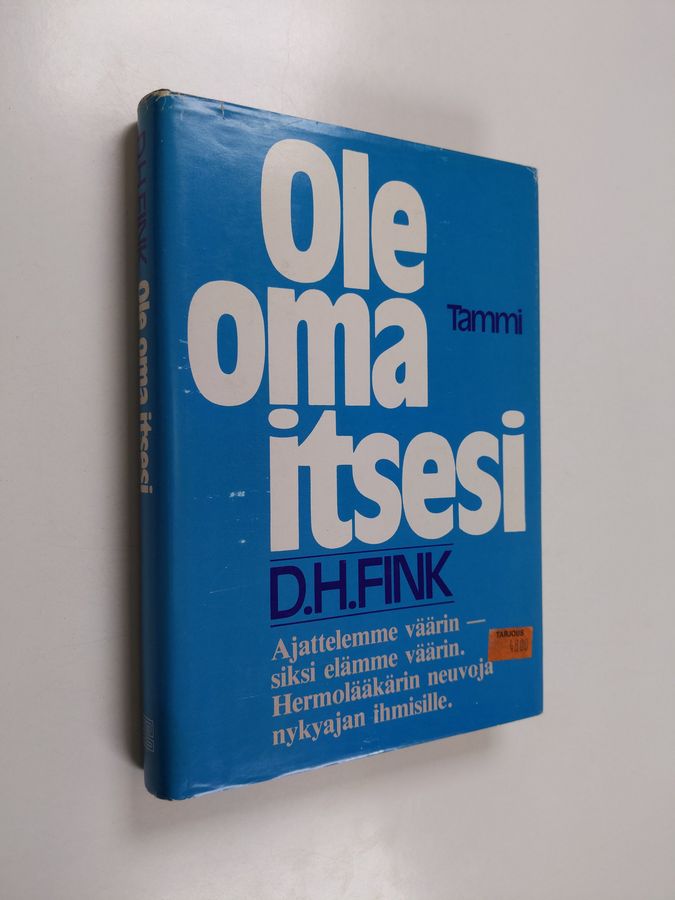 D.H.FINK Ole oma itsesi
Ole
oma
Tammi
itsesi
D.H.FINK
Ajattelemme väärin —
siksi elämme väärin.
Hermolääkärin neuvoja
nykyajan ihmisille.
TARJOUS